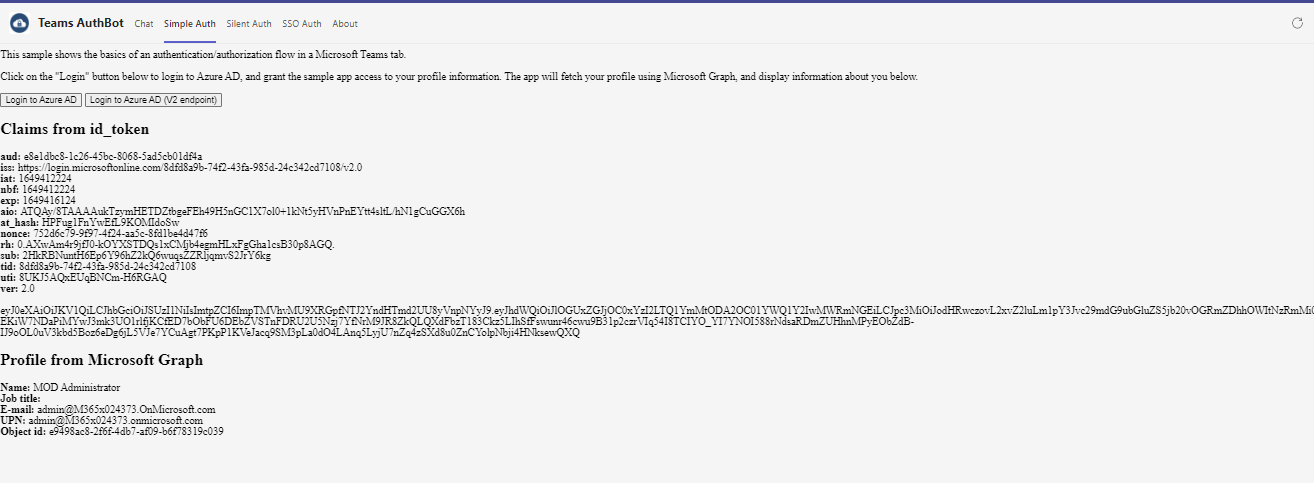 Teams AuthBot Chat Simple Auth Silent Auth SSO Auth About
This sample shows the basics of an authentication/authorization flow in a Microsoft Teams tab.
Click on the "Login" button below to login to Azure AD, and grant the sample app access to your profile information. The app will fetch your profile using Microsoft Graph, and display information about you below.
Login to Azure AD Login to Azure AD (V2 endpoint)
Claims from id_token
aud: e8e1dbc8-1c26-45bc-8068-5ad5cb01df4a
iss: https://login.microsoftonline.com/8dfd8a9b-74f2-43fa-985d-24c342cd7108/v2.0
iat: 1649412224
nbf: 1649412224
exp: 1649416124
aio: ATQAy/8TAAAAukTzymHETDZtbgeFEh49H5nGC1X7ol0+1kNt5yHVnPnEYtt4sltL/hN1gCuGGX6h
at_hash: HPFug1FnYwEfL9KOMIdoSw
nonce: 752d6c79-9f97-4f24-aa5c-8fd1be4d47f6
rh: 0.AXwAm4r9jfJ0-kOYXSTDQs1xCMjb4egmHLxFgGha1csB30p8AGQ.
sub: 2HkRBNuntH6Ep6Y96hZ2kQ6wuqsZZRljqmvS2JrY6kg
tid: 8dfd8a9b-74f2-43fa-985d-24c342cd7108
uti: 8UKJ5AQxEUqBNCm-H6RGAQ
ver: 2.0
Profile from Microsoft Graph
Name: MOD Administrator
Job title:
E-mail: admin@M365x024373.OnMicrosoft.com
UPN: admin@M365x024373.onmicrosoft.com
Object id: e9498ac8-2f6f-4db7-af09-b6f78319c039